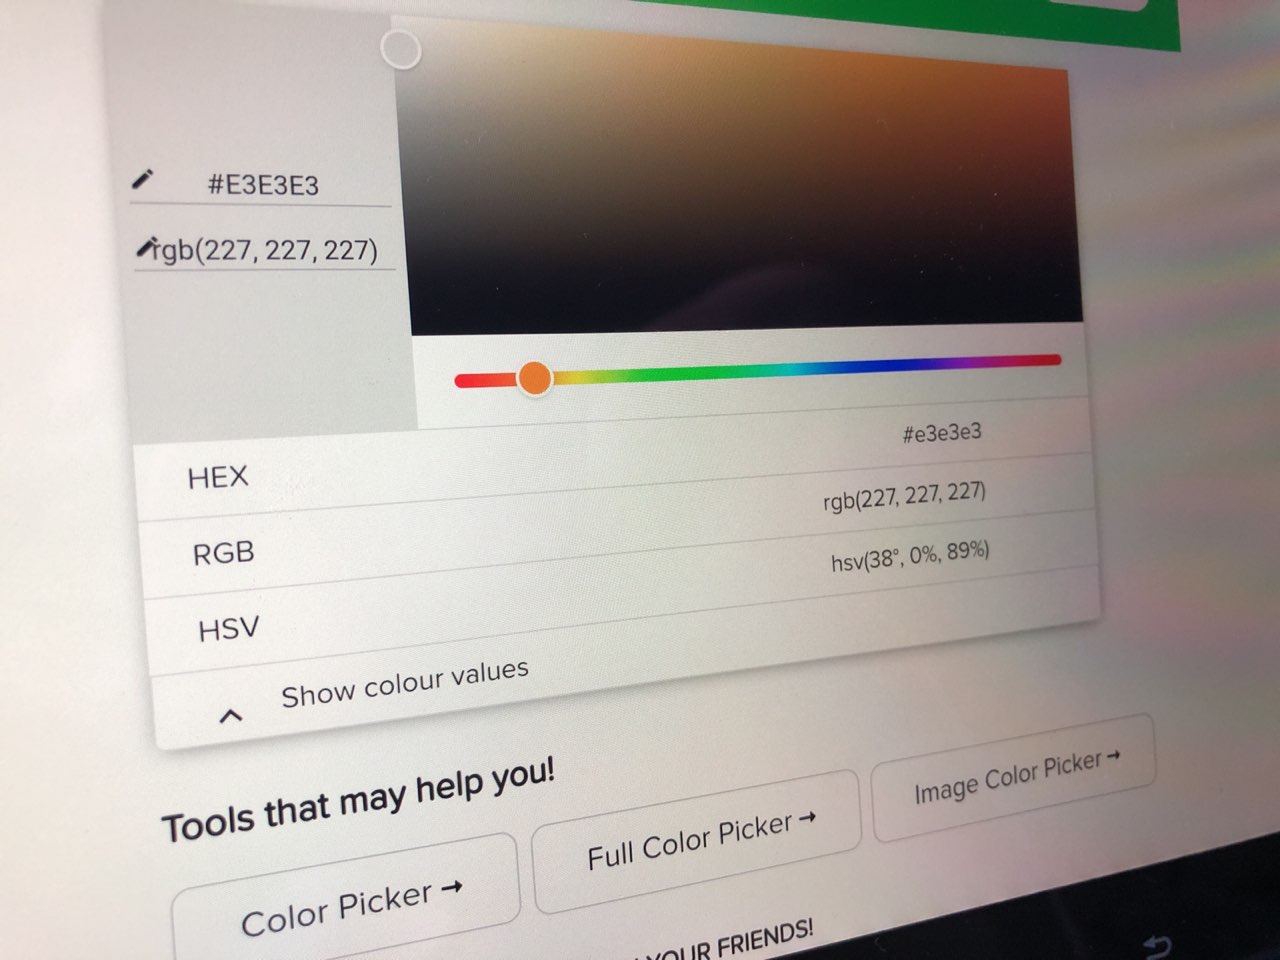 #E3E3E3
rgb(227, 227, 227)
HEX #e3e3e3
RGB rgb(227, 227, 227)
HSV hsv(38°, 0%, 89%)
Show colour values
Tools that may help you!
Color Picker → Full Color Picker → Image Color Picker →
YOUR FRIENDS!